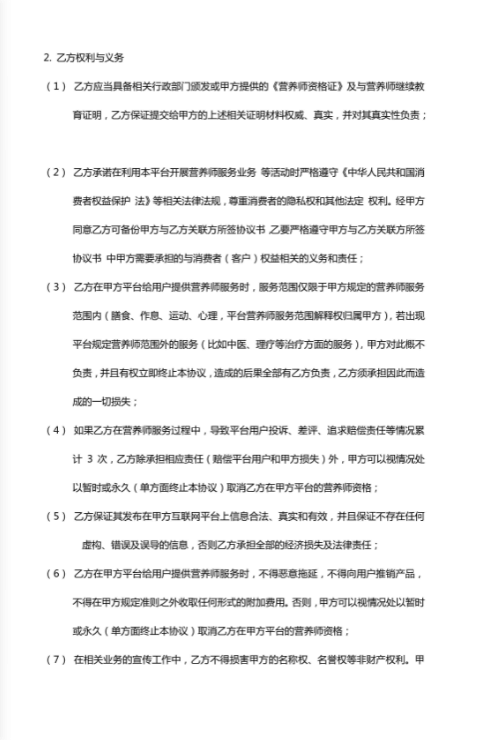 2. 乙方权利与义务
（1） 乙方应当具备相关行政部门颁发或甲方提供的《营养师资格证》及与营养师继续教
育证明，乙方保证提交给甲方的上述相关证明材料权威、真实，并对其真实性负责；
（2） 乙方承诺在利用本平台开展营养师服务业务 等活动时严格遵守《中华人民共和国消
费者权益保护 法》等相关法律法规，尊重消费者的隐私权和其他法定 权利。经甲方
同意乙方可备份甲方与乙方关联方所签协议书 乙要严格遵守甲方与乙方关联方所签
协议书 中甲方需要承担的与消费者（客户）权益相关的义务和责任；
（3） 乙方在甲方平台给用户提供营养师服务时，服务范围仅限于甲方规定的营养师服务
范围内（膳食、作息、运动、心理，平台营养师服务范围解释权归属甲方），若出现
平台规定营养师范围外的服务（比如中医、理疗等治疗方面的服务），甲方对此概不
负责，并且有权立即终止本协议，造成的后果全部有乙方负责，乙方须承担因此而造
成的一切损失；
（4） 如果乙方在营养师服务过程中，导致平台用户投诉、差评、追求赔偿责任等情况累
计 3 次，乙方除承担相应责任（赔偿平台用户和甲方损失）外，甲方可以视情况处
以暂时或永久（单方面终止本协议）取消乙方在甲方平台的营养师资格；
（5） 乙方保证其发布在甲方互联网平台上信息合法、真实和有效，并且保证不存在任何
虚构、错误及误导的信息，否则乙方承担全部的经济损失及法律责任；
（6） 乙方在甲方平台给用户提供营养师服务时，不得恶意拖延，不得向用户推销产品，
不得在甲方规定准则之外收取任何形式的附加费用。否则，甲方可以视情况处以暂时
或永久（单方面终止本协议）取消乙方在甲方平台的营养师资格；
（7） 在相关业务的宣传工作中，乙方不得损害甲方的名称权、名誉权等非财产权利。甲